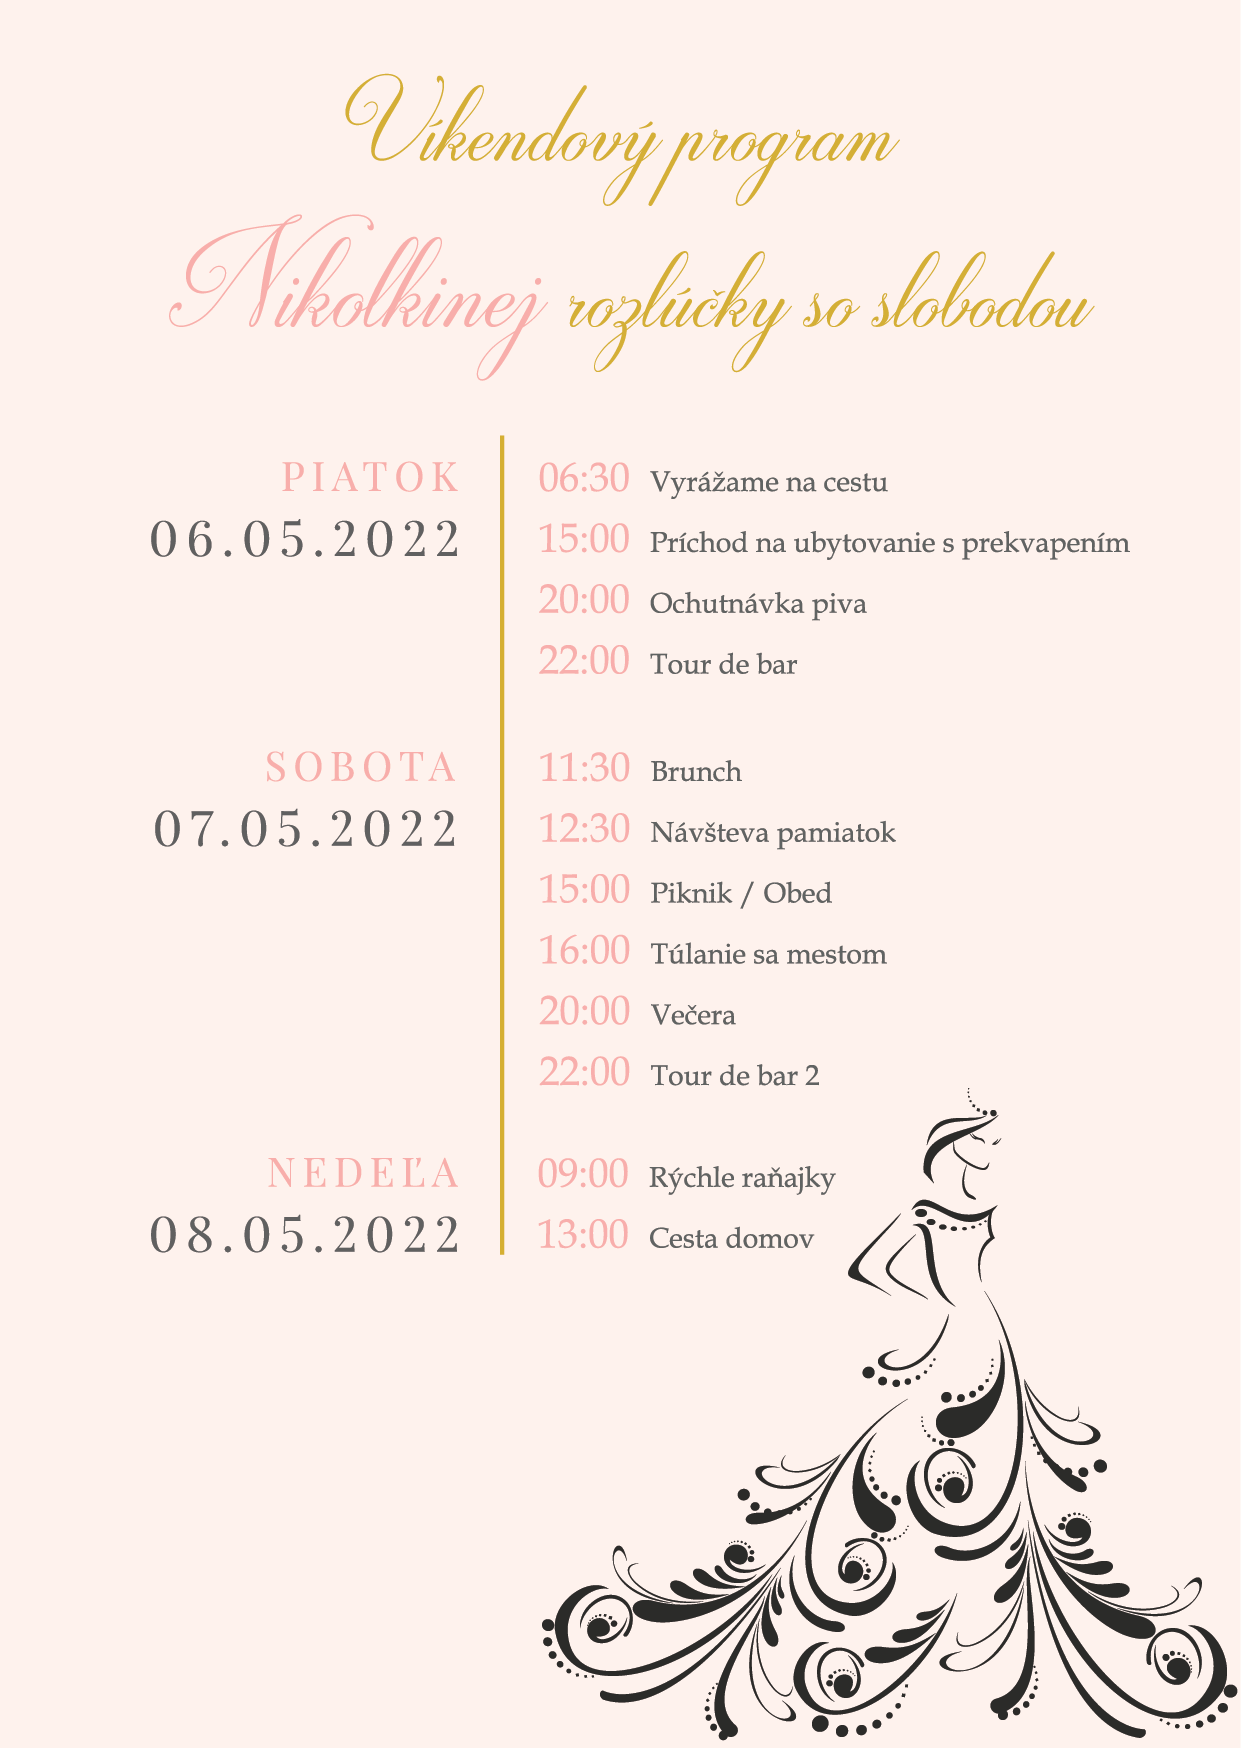 Víkendový program
Nikolkinej rozlúčky so slobodou
PIATOK
06.05.2022
06:30 Vyrážame na cestu
15:00 Príchod na ubytovanie s prekvapením
20:00 Ochutnávka piva
22:00 Tour de bar
SOBOTA
07.05.2022
11:30 Brunch
12:30 Návšteva pamiatok
15:00 Piknik / Obed
16:00 Túlanie sa mestom
20:00 Večera
22:00 Tour de bar 2
NEDEĽA
08.05.2022
09:00 Rýchle raňajky
13:00 Cesta domov